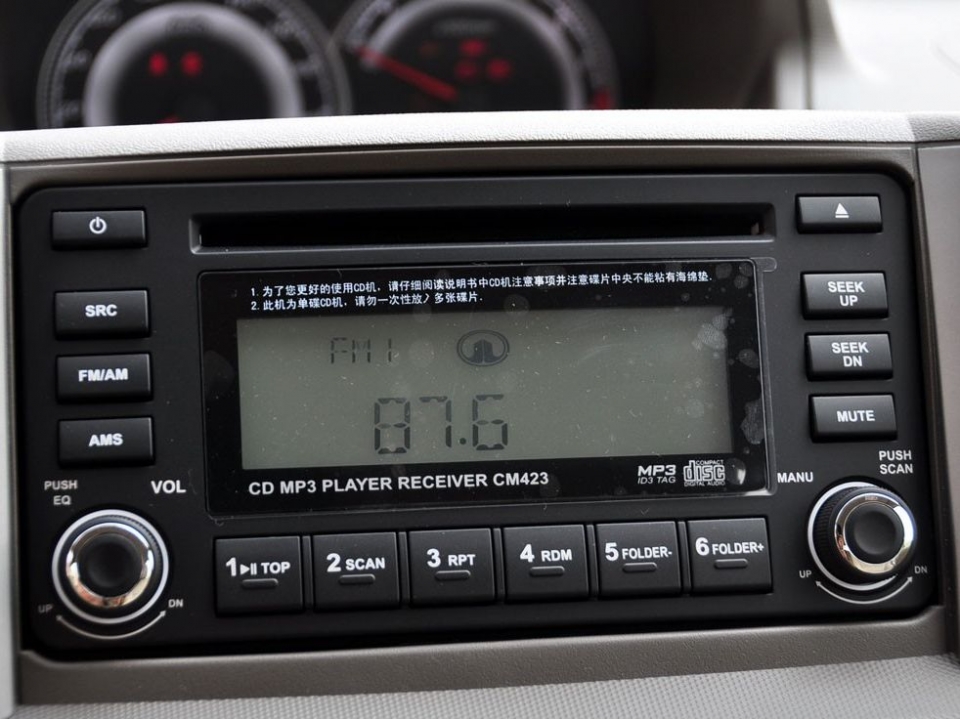 1. 为了您更好的使用CD机, 请仔细阅读说明书中CD机注意事项并注意碟片中央不能粘有海绵垫.
2. 此机为单碟CD机, 请勿一次性放入多张碟片.
SRC
SEEK UP
FM1
FM/AM
SEEK DN
87.6
AMS
MUTE
PUSH EQ
VOL
CD MP3 PLAYER RECEIVER CM423
MP3
ID3 TAG
COMPACT
disc
DIGITAL AUDIO
MANU
PUSH SCAN
1 TOP
2 SCAN
3 RPT
4 RDM
5 FOLDER-
6 FOLDER+
UP
DN
UP
DN